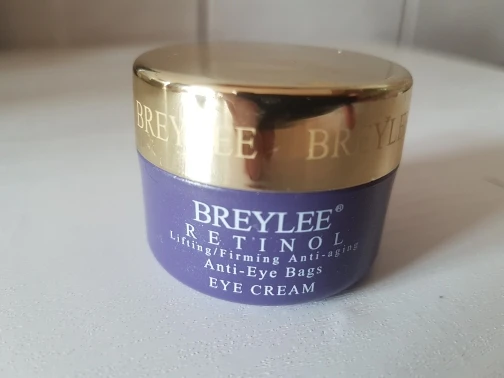 BREYLEE - BREYLE
BREYLEE®
RETINOL
Lifting/Firming Anti-aging
Anti-Eye Bags
EYE CREAM